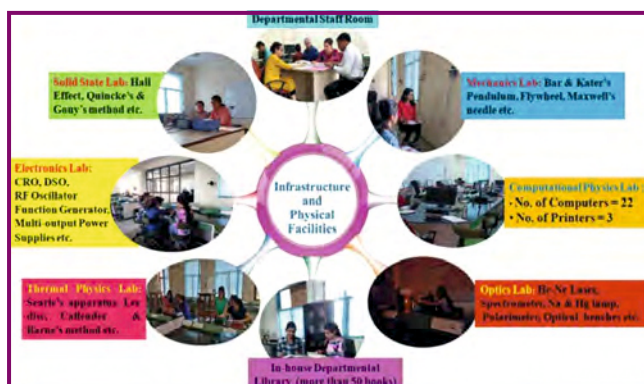 Departmental Staff Room
Solid State Lab: Hall
Effect, Quincke's &
Gouy's method etc.
Mechanics Lab: Bar & Kater's
Pendulum, Flywheel, Maxwell's
needle etc.
Electronics Lab:
CRO, DSO,
RF Oscillator
Function Generator,
Multi-output Power
Supplies etc.
Infrastructure
and
Physical
Facilities
Computational Physics Lab:
- No. of Computers = 22
• No. of Printers = 3
Thermal Physics Lab:
Searle's apparatus Lee
disc, Callender &
Barne's method etc.
Optics Lab: He-Ne Laser,
Spectrometer, Na & Hg lamp,
Polarimeter, Optical benches etc.
In-house Departmental
Library (more than 50 books)